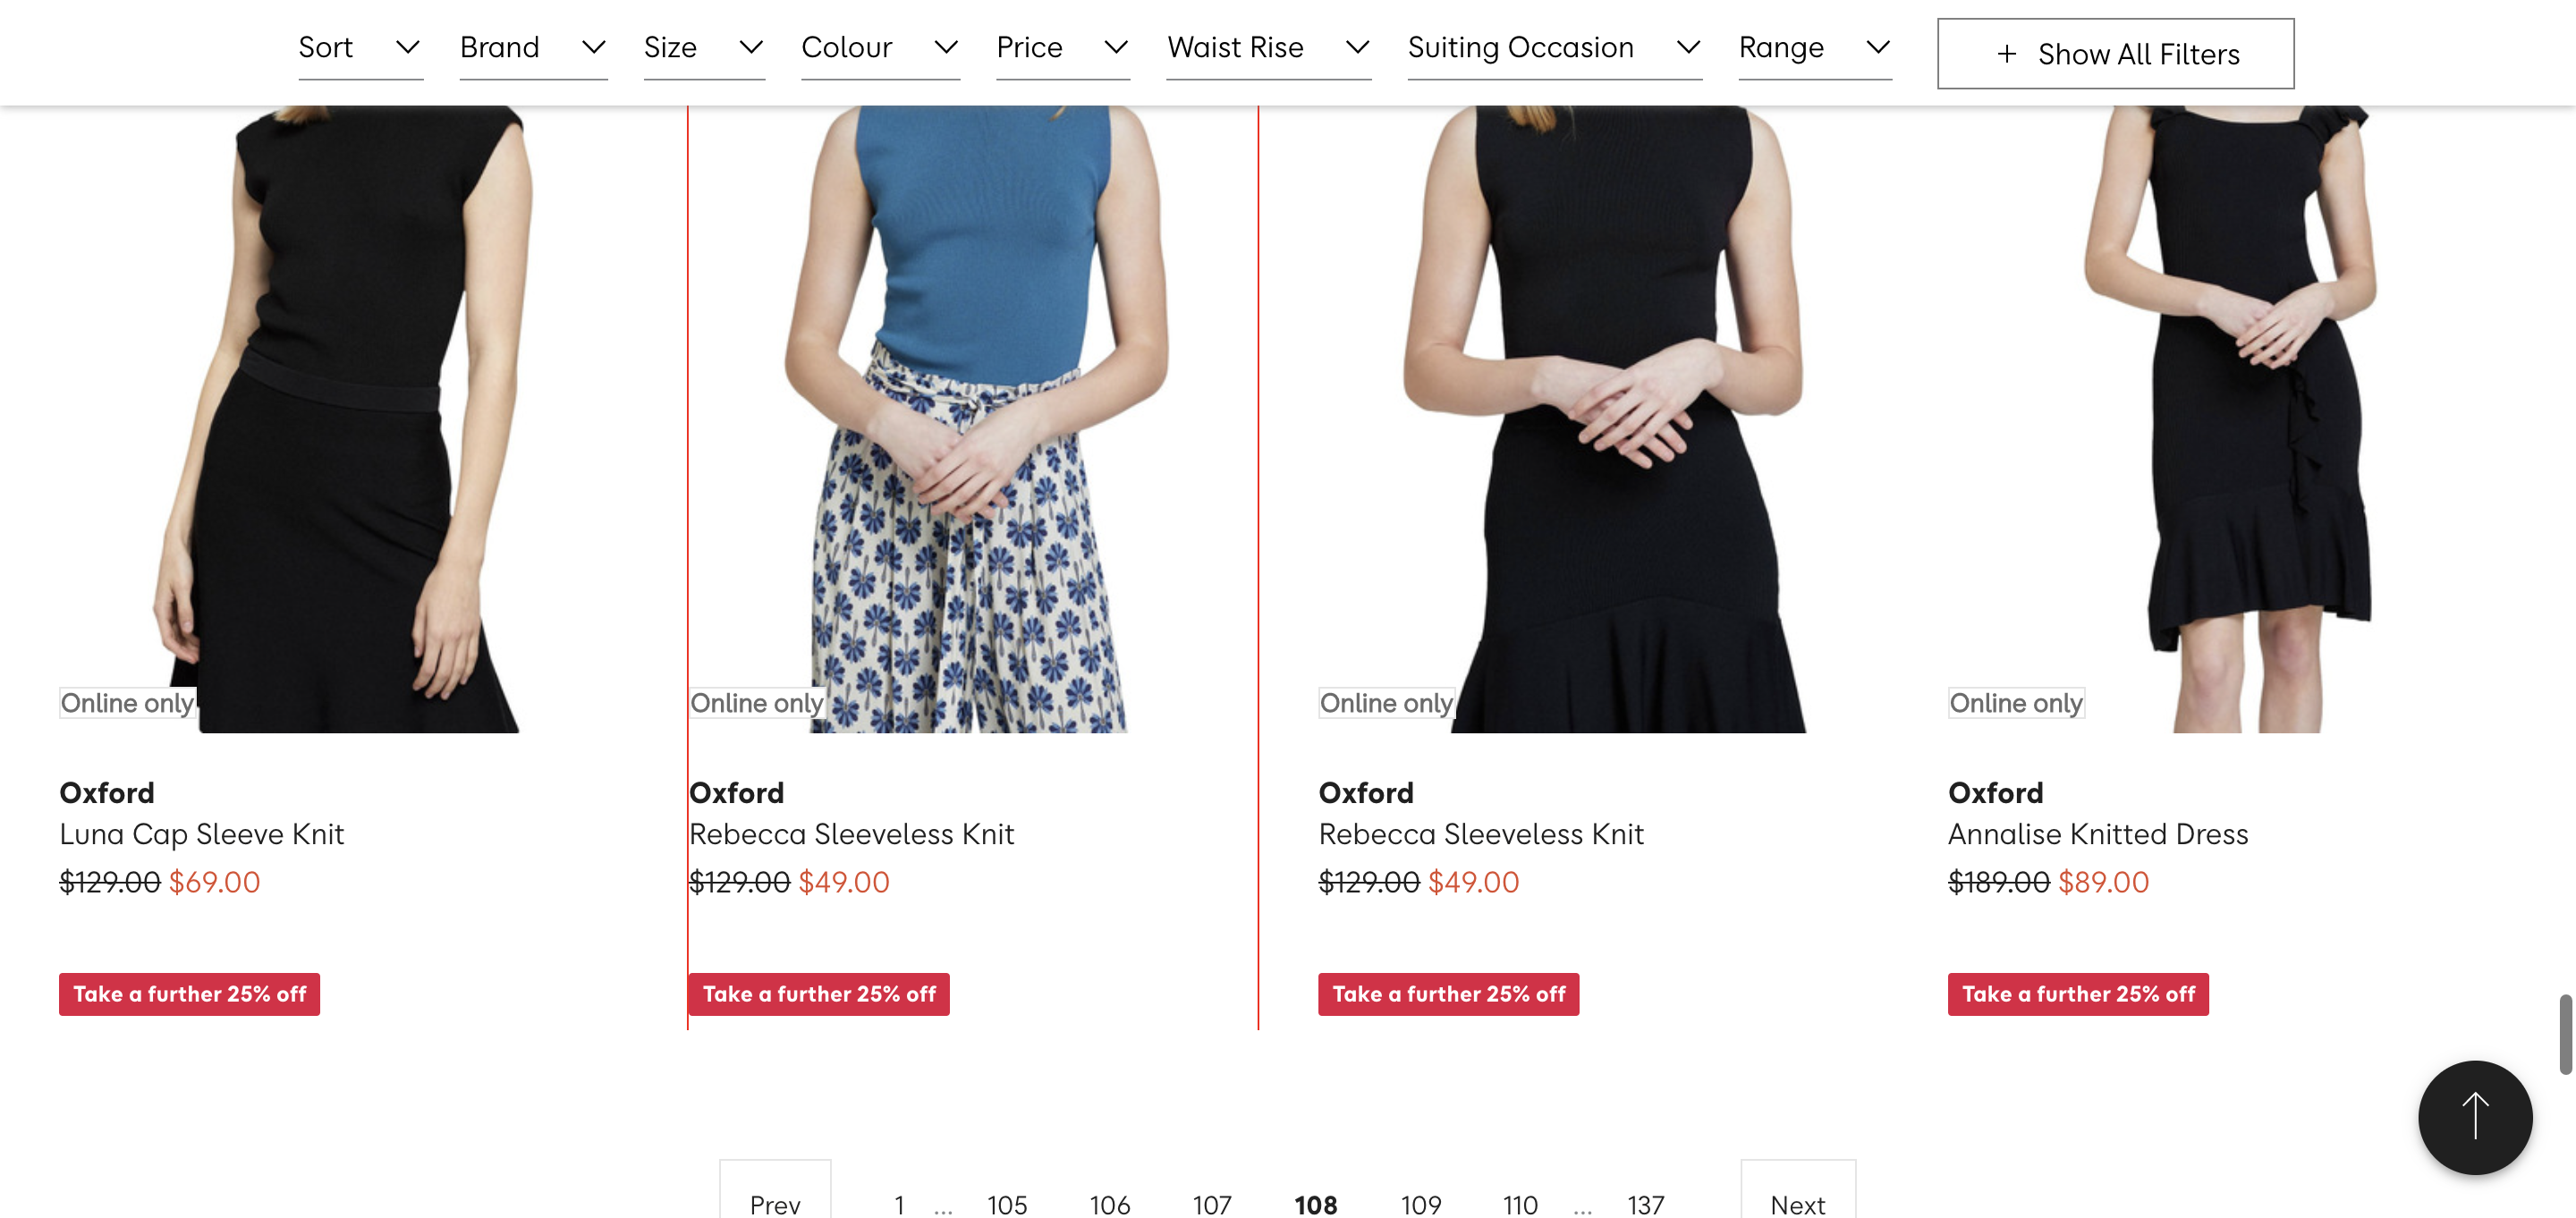 Sort Brand Size Colour Price Waist Rise Suiting Occasion Range + Show All Filters
Online only Online only Online only Online only
Oxford Oxford Oxford Oxford
Luna Cap Sleeve Knit Rebecca Sleeveless Knit Rebecca Sleeveless Knit Annalise Knitted Dress
$129.00 $69.00 $129.00 $49.00 $129.00 $49.00 $189.00 $89.00
Take a further 25% off Take a further 25% off Take a further 25% off Take a further 25% off
Prev 1 ... 105 106 107 108 109 110 ... 137 Next